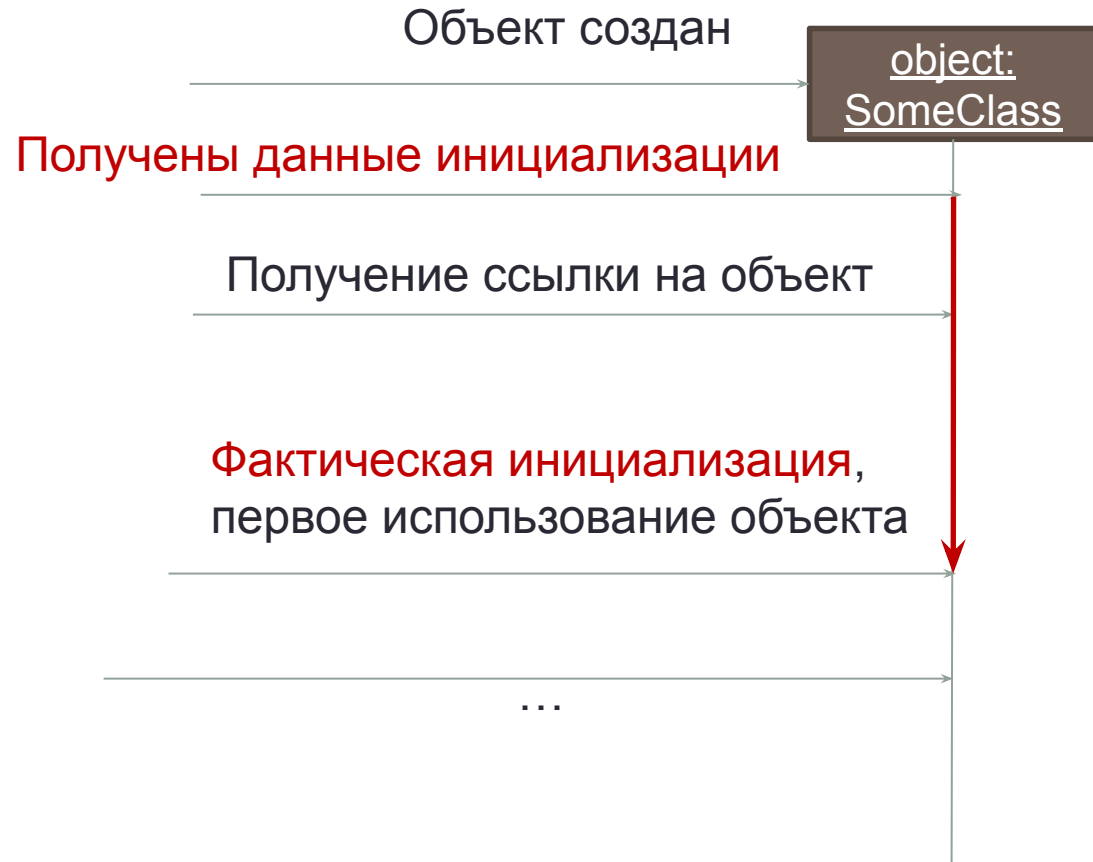 Объект создан
object:
SomeClass
Получены данные инициализации
Получение ссылки на объект
Фактическая инициализация,
первое использование объекта
…